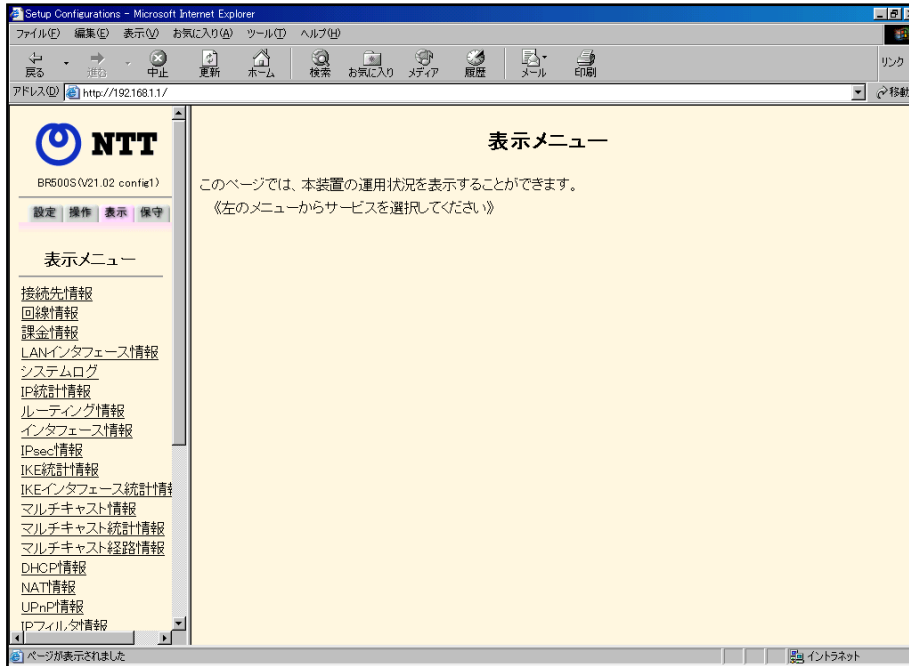 Setup Configurations - Microsoft Internet Explorer
ファイル(F) 編集(E) 表示(V) お気に入り(A) ツール(T) ヘルプ(H)
戻る 進む 中止 更新 ホーム 検索 お気に入り メディア 履歴 メール 印刷 リンク
アドレス(D) http://192.168.1.1/ 移動
NTT
BR500S(V21.02 config1)
設定 操作 表示 保守
表示メニュー
接続先情報
回線情報
課金情報
LANインタフェース情報
システムログ
IP統計情報
ルーティング情報
インタフェース情報
IPsec情報
IKE統計情報
IKEインタフェース統計情報
マルチキャスト情報
マルチキャスト統計情報
マルチキャスト経路情報
DHCP情報
NAT情報
UPnP情報
IPフィルタ情報
表示メニュー
このページでは、本装置の運用状況を表示することができます。
《左のメニューからサービスを選択してください》
ページが表示されました イントラネット